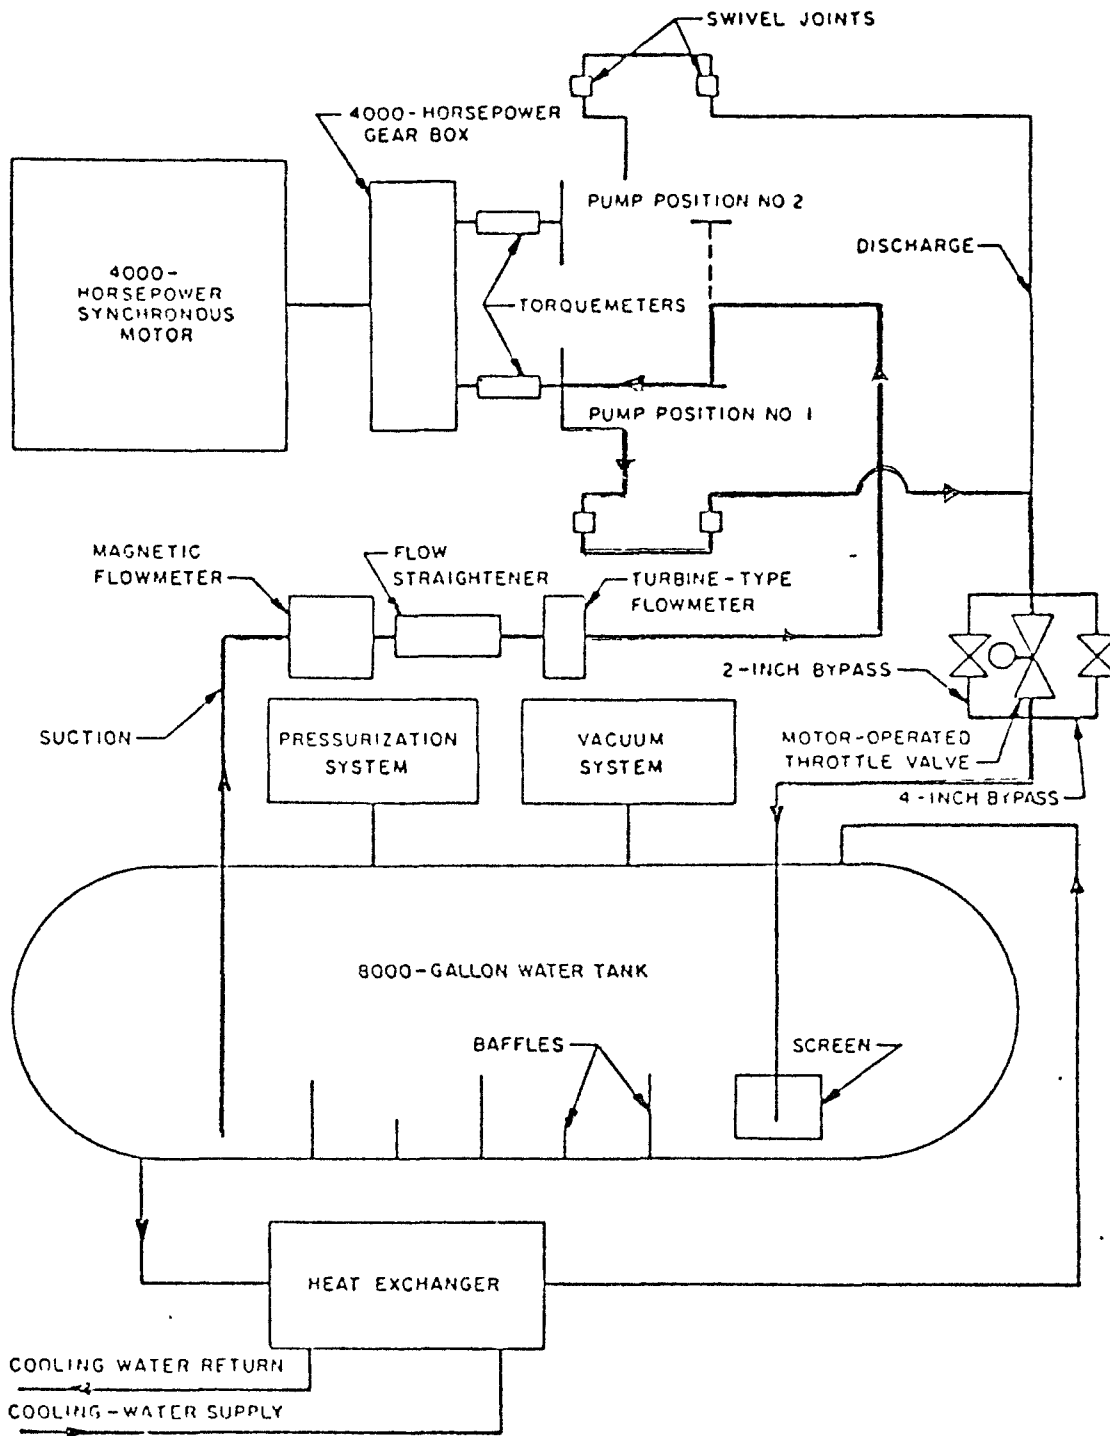 SWIVEL JOINTS
4000-HORSEPOWER
GEAR BOX
PUMP POSITION NO 2
DISCHARGE
4000-
HORSEPOWER
SYNCHRONOUS
MOTOR
TORQUEMETERS
PUMP POSITION NO 1
MAGNETIC
FLOWMETER
FLOW
STRAIGHTENER
TURBINE-TYPE
FLOWMETER
2-INCH BYPASS
SUCTION
PRESSURIZATION
SYSTEM
VACUUM
SYSTEM
MOTOR-OPERATED
THROTTLE VALVE
4-INCH BYPASS
8000-GALLON WATER TANK
BAFFLES
SCREEN
HEAT EXCHANGER
COOLING WATER RETURN
COOLING-WATER SUPPLY